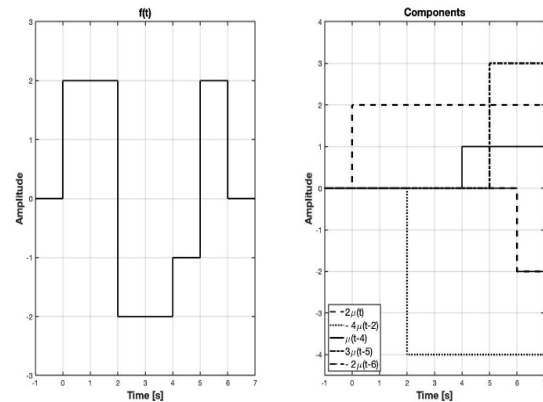 f(t)
Amplitude
3
2
1
0
-1
-2
-3
-1 0 1 2 3 4 5 6 7
Time [s]
Components
Amplitude
4
3
2
1
0
-1
-2
-3
-4
2μ(t)
- 4μ(t-2)
μ(t-4)
3μ(t-5)
- 2μ(t-6)
-1 0 1 2 3 4 5 6 7
Time [s]